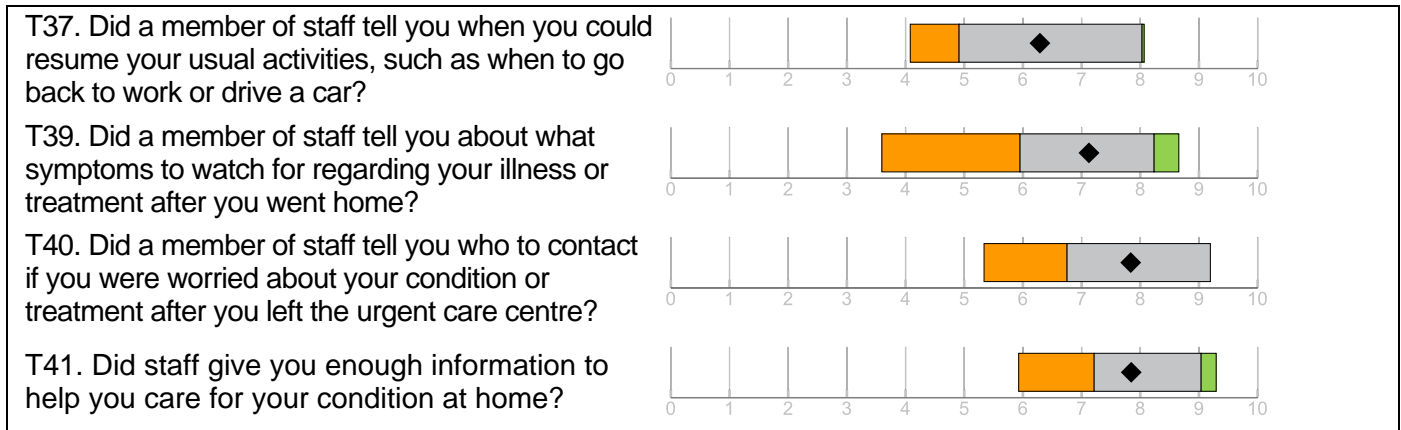 T37. Did a member of staff tell you when you could
resume your usual activities, such as when to go
back to work or drive a car?
0 1 2 3 4 5 6 7 8 9 10
T39. Did a member of staff tell you about what
symptoms to watch for regarding your illness or
treatment after you went home?
0 1 2 3 4 5 6 7 8 9 10
T40. Did a member of staff tell you who to contact
if you were worried about your condition or
treatment after you left the urgent care centre?
0 1 2 3 4 5 6 7 8 9 10
T41. Did staff give you enough information to
help you care for your condition at home?
0 1 2 3 4 5 6 7 8 9 10